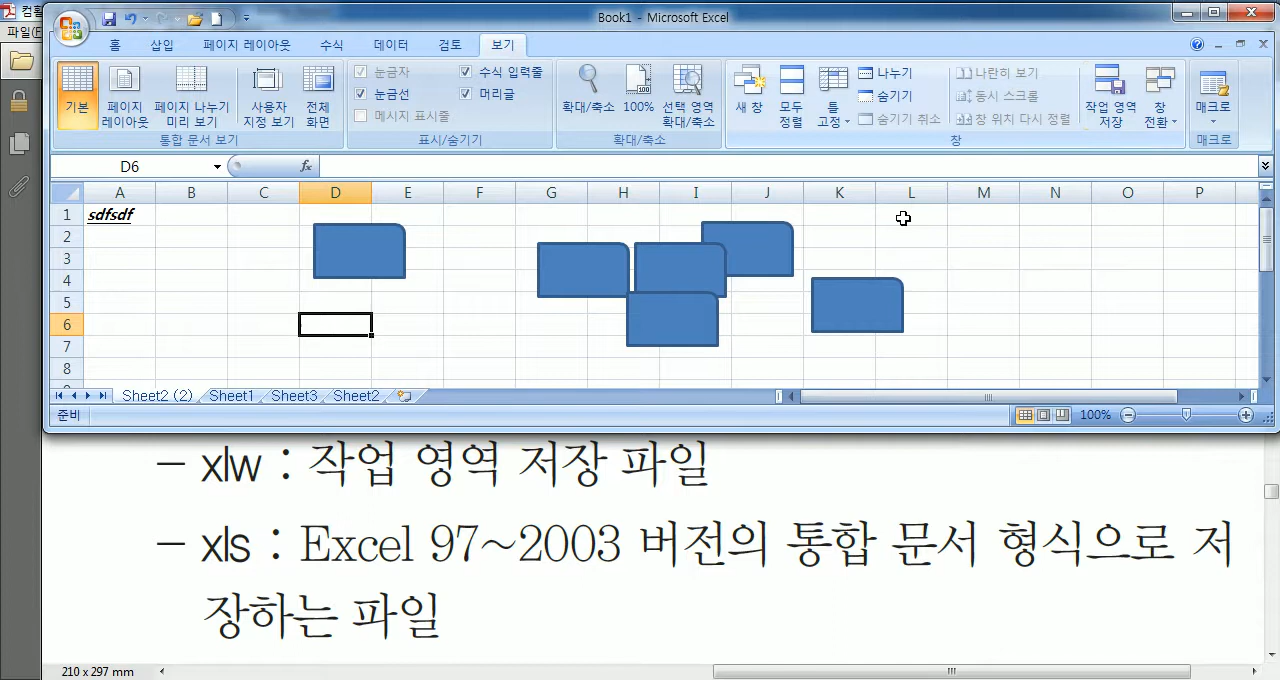 컴활
Book1 - Microsoft Excel
파일(F
홈 삽입 페이지 레이아웃 수식 데이터 검토 보기
기본
페이지 레이아웃
페이지 나누기 미리 보기
사용자 지정 보기
전체 화면
통합 문서 보기
눈금자 수식 입력줄
눈금선 머리글
메시지 표시줄
표시/숨기기
확대/축소
100%
선택 영역 확대/축소
확대/축소
새 창
모두 정렬
틀 고정
나누기
숨기기
숨기기 취소
나란히 보기
동시 스크롤
창 위치 다시 정렬
작업 영역 저장
창 전환
창
매크로
매크로
D6 fx
A B C D E F G H I J K L M N O P
1 sdfsdf
2
3
4
5
6
7
8
Sheet2 (2) Sheet1 Sheet3 Sheet2
준비 100%
– xlw : 작업 영역 저장 파일
– xls : Excel 97~2003 버전의 통합 문서 형식으로 저
장하는 파일
210 x 297 mm